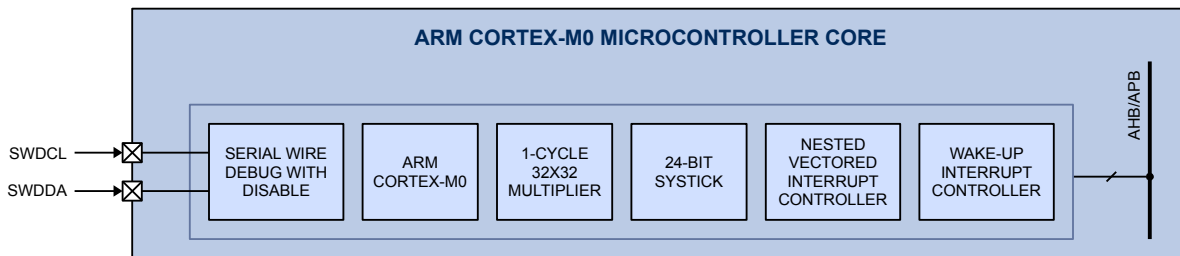 ARM CORTEX-M0 MICROCONTROLLER CORE
AHB/APB
SWDCL
SWDDA
SERIAL WIRE
DEBUG WITH
DISABLE
ARM
CORTEX-M0
1-CYCLE
32X32
MULTIPLIER
24-BIT
SYSTICK
NESTED
VECTORED
INTERRUPT
CONTROLLER
WAKE-UP
INTERRUPT
CONTROLLER